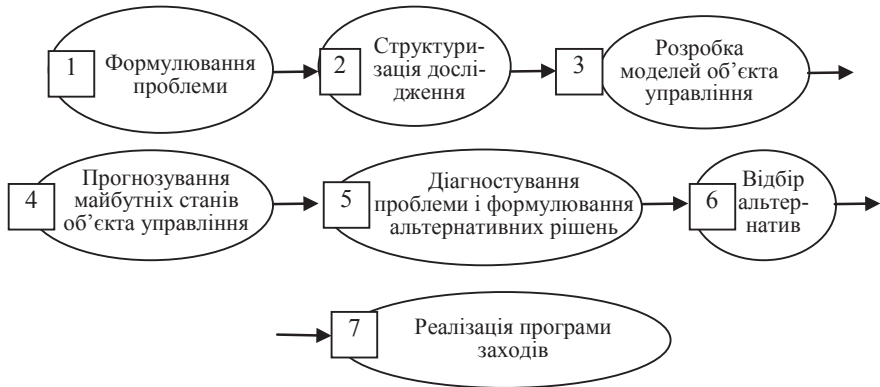 1
Формулювання
проблеми
2
Структури-
зація дослі-
дження
3
Розробка
моделей об’єкта
управління
4
Прогнозування
майбутніх станів
об’єкта управління
5
Діагностування
проблеми і формулювання
альтернативних рішень
6
Відбір
альтер-
натив
7
Реалізація програми
заходів